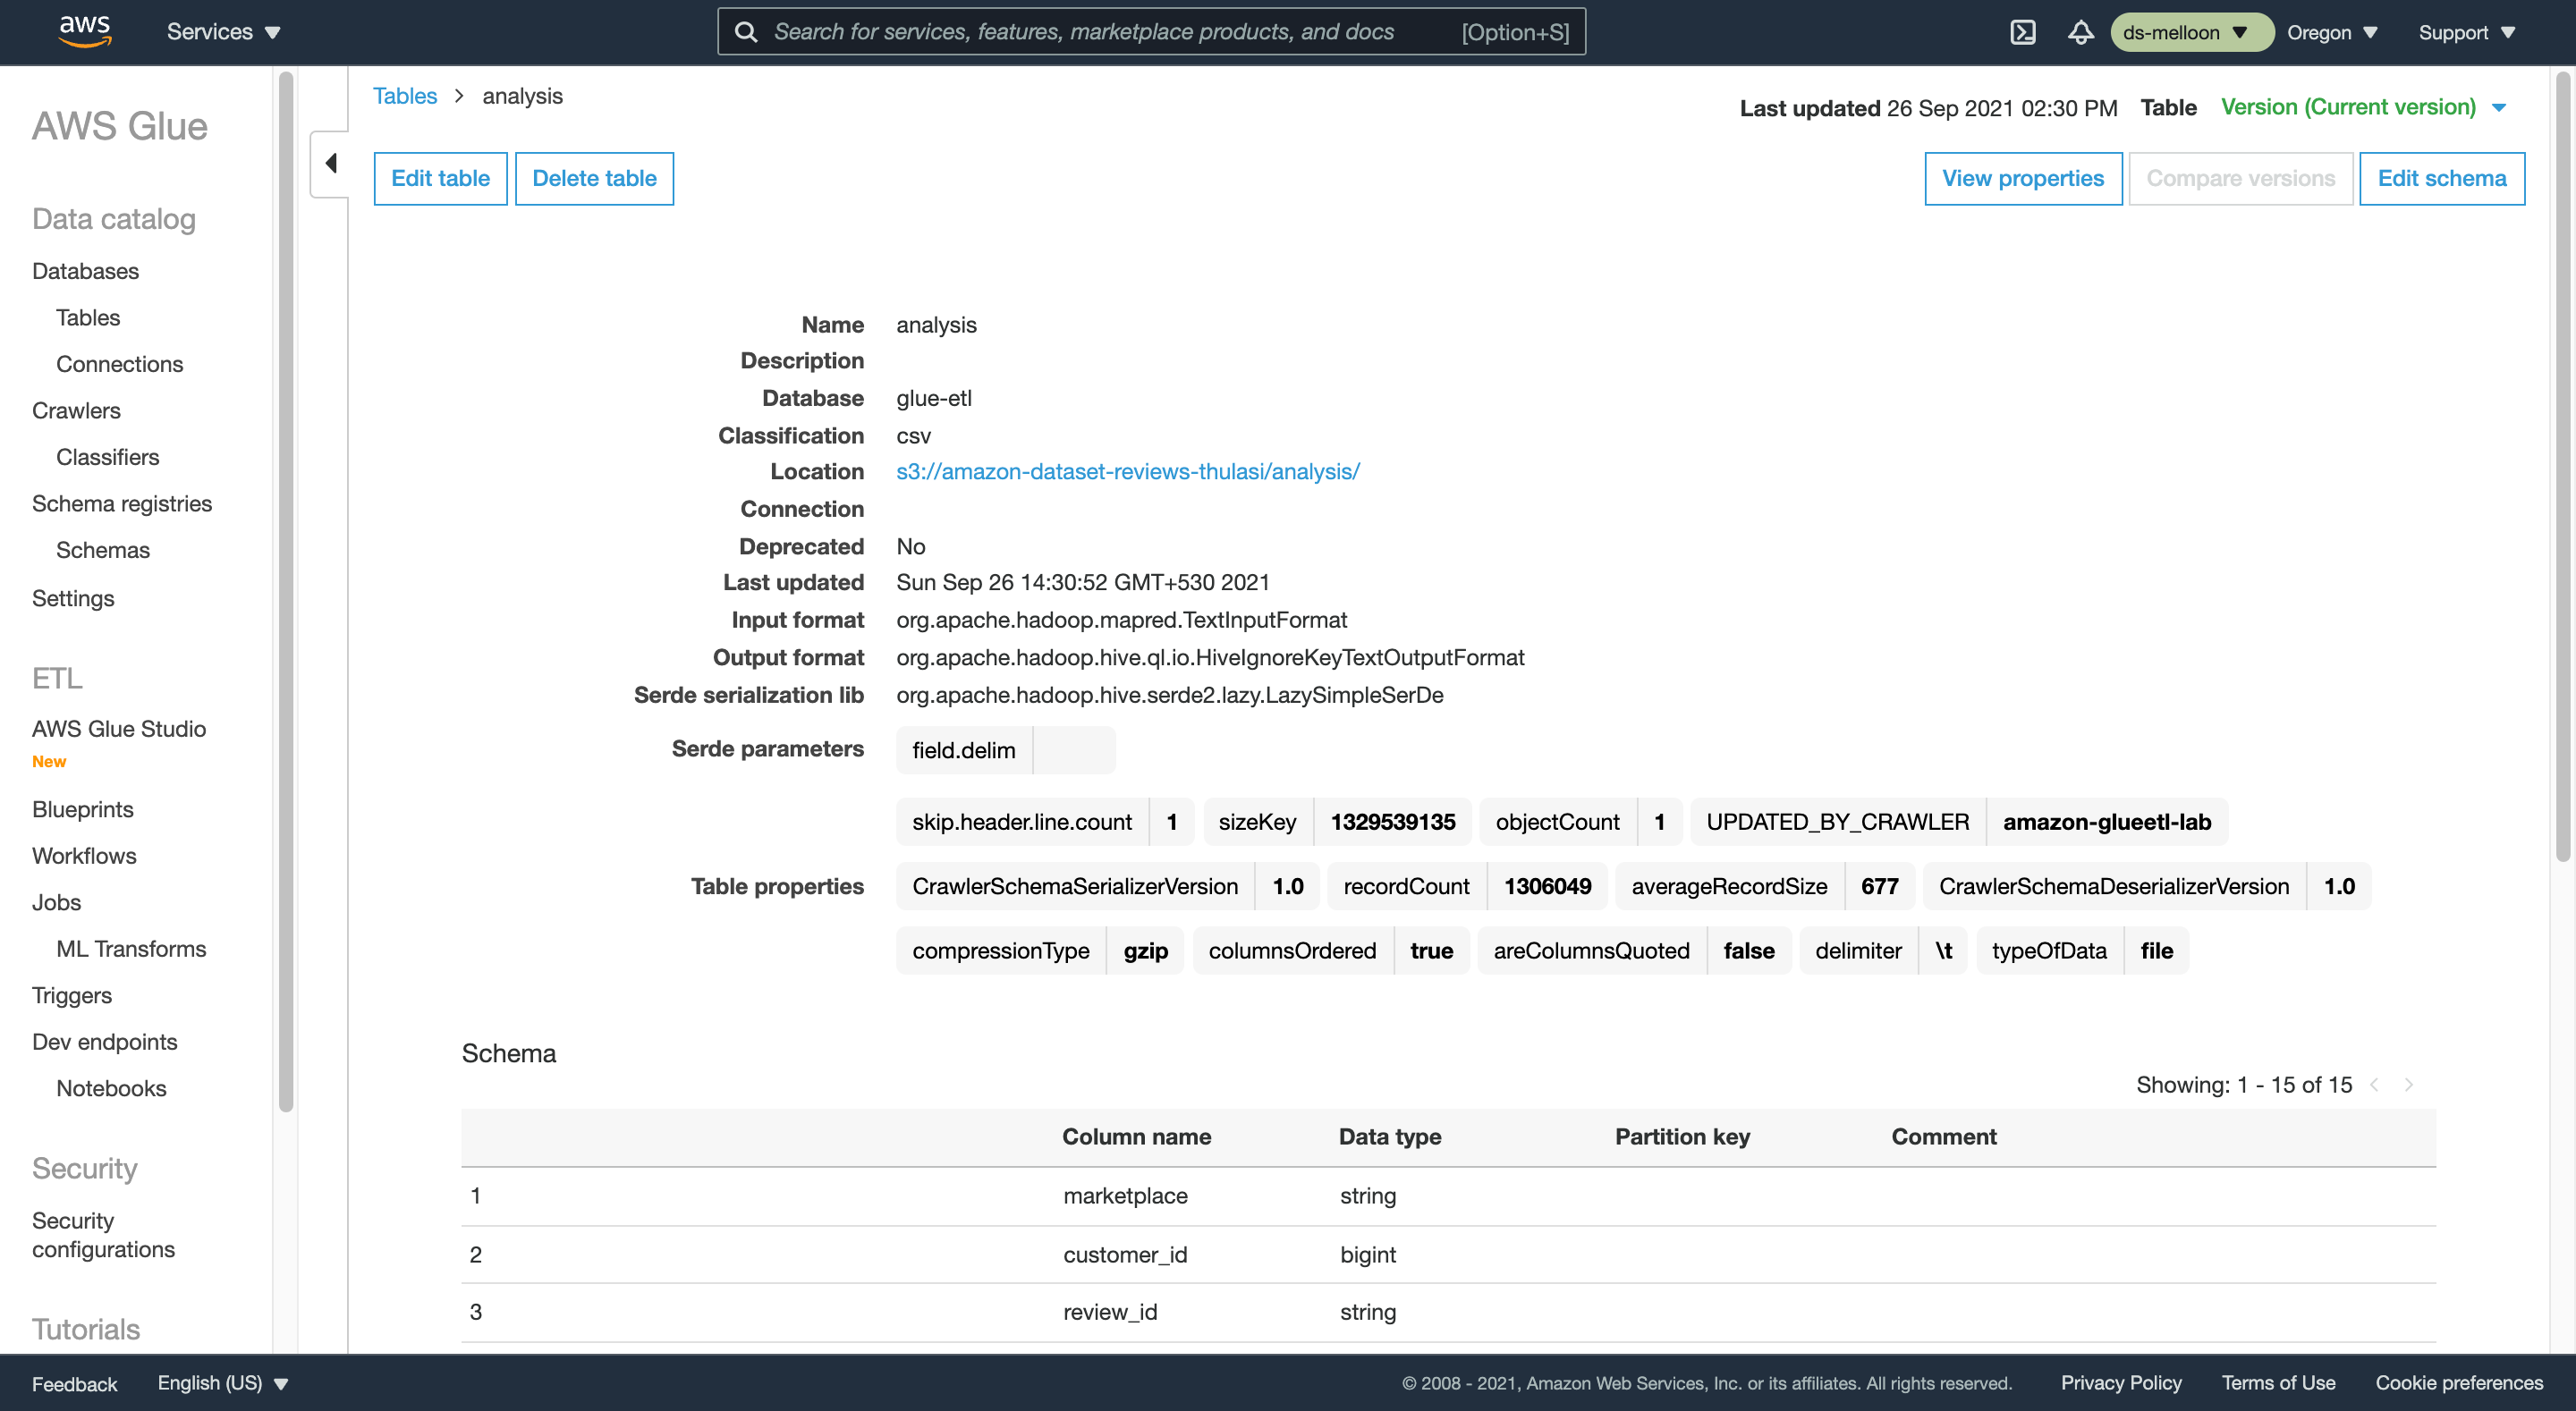 aws
Services
Search for services, features, marketplace products, and docs [Option+S]
ds-melloon
Oregon
Support
AWS Glue
Data catalog
Databases
Tables
Connections
Crawlers
Classifiers
Schema registries
Schemas
Settings
ETL
AWS Glue Studio
New
Blueprints
Workflows
Jobs
ML Transforms
Triggers
Dev endpoints
Notebooks
Security
Security
configurations
Tutorials
Tables > analysis
Last updated 26 Sep 2021 02:30 PM Table Version (Current version)
Edit table Delete table
View properties Compare versions Edit schema
Name analysis
Description
Database glue-etl
Classification csv
Location s3://amazon-dataset-reviews-thulasi/analysis/
Connection
Deprecated No
Last updated Sun Sep 26 14:30:52 GMT+530 2021
Input format org.apache.hadoop.mapred.TextInputFormat
Output format org.apache.hadoop.hive.ql.io.HiveIgnoreKeyTextOutputFormat
Serde serialization lib org.apache.hadoop.hive.serde2.lazy.LazySimpleSerDe
Serde parameters field.delim
skip.header.line.count 1 sizeKey 1329539135 objectCount 1 UPDATED_BY_CRAWLER amazon-glueetl-lab
Table properties CrawlerSchemaSerializerVersion 1.0 recordCount 1306049 averageRecordSize 677 CrawlerSchemaDeserializerVersion 1.0
compressionType gzip columnsOrdered true areColumnsQuoted false delimiter \t typeOfData file
Schema
Showing: 1 - 15 of 15 < >
Column name Data type Partition key Comment
1 marketplace string
2 customer_id bigint
3 review_id string
Feedback English (US) © 2008 - 2021, Amazon Web Services, Inc. or its affiliates. All rights reserved. Privacy Policy Terms of Use Cookie preferences